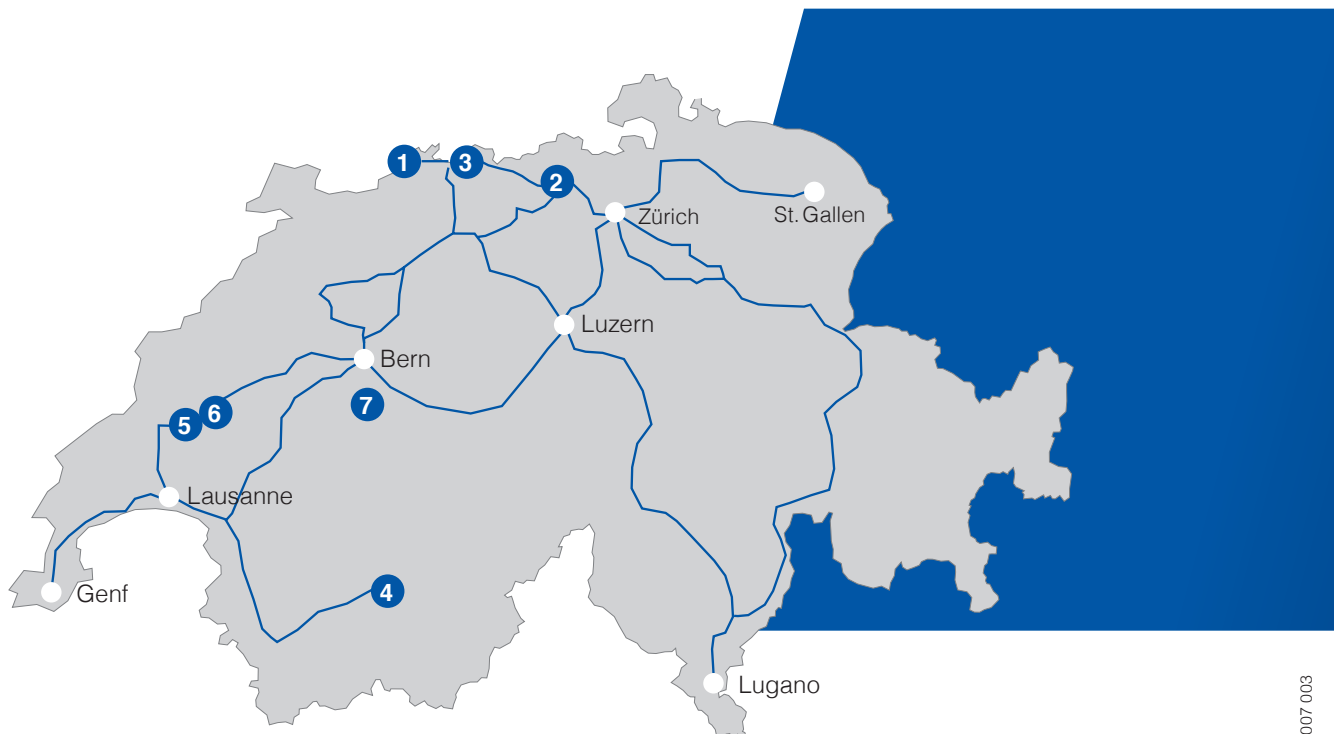 1
3
2
Zürich
St. Gallen
Luzern
Bern
7
6
5
Lausanne
4
Genf
Lugano
007 003